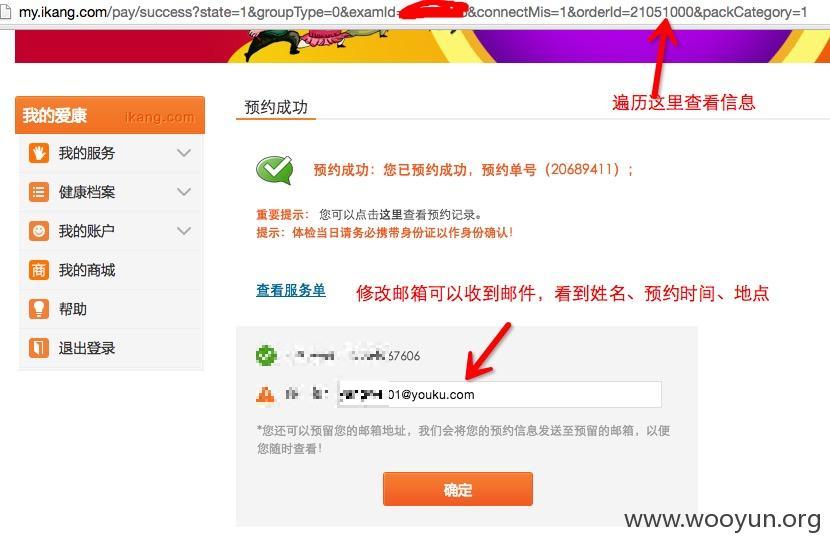 my.ikang.com/pay/success?state=1&groupType=0&examId=&connectMis=1&orderId=21051000&packCategory=1
遍历这里查看信息
我的爱康 ikang.com
预约成功
我的服务
健康档案
我的账户
我的商城
帮助
退出登录
预约成功：您已预约成功，预约单号（20689411）；
重要提示： 您可以点击这里查看预约记录。
提示：体检当日请务必携带身份证以作身份确认！
查看服务单
修改邮箱可以收到邮件，看到姓名、预约时间、地点
67606
01@youku.com
*您还可以预留您的邮箱地址，我们会将您的预约信息发送至预留的邮箱，以便
您随时查看！
确定
www.wooyun.org